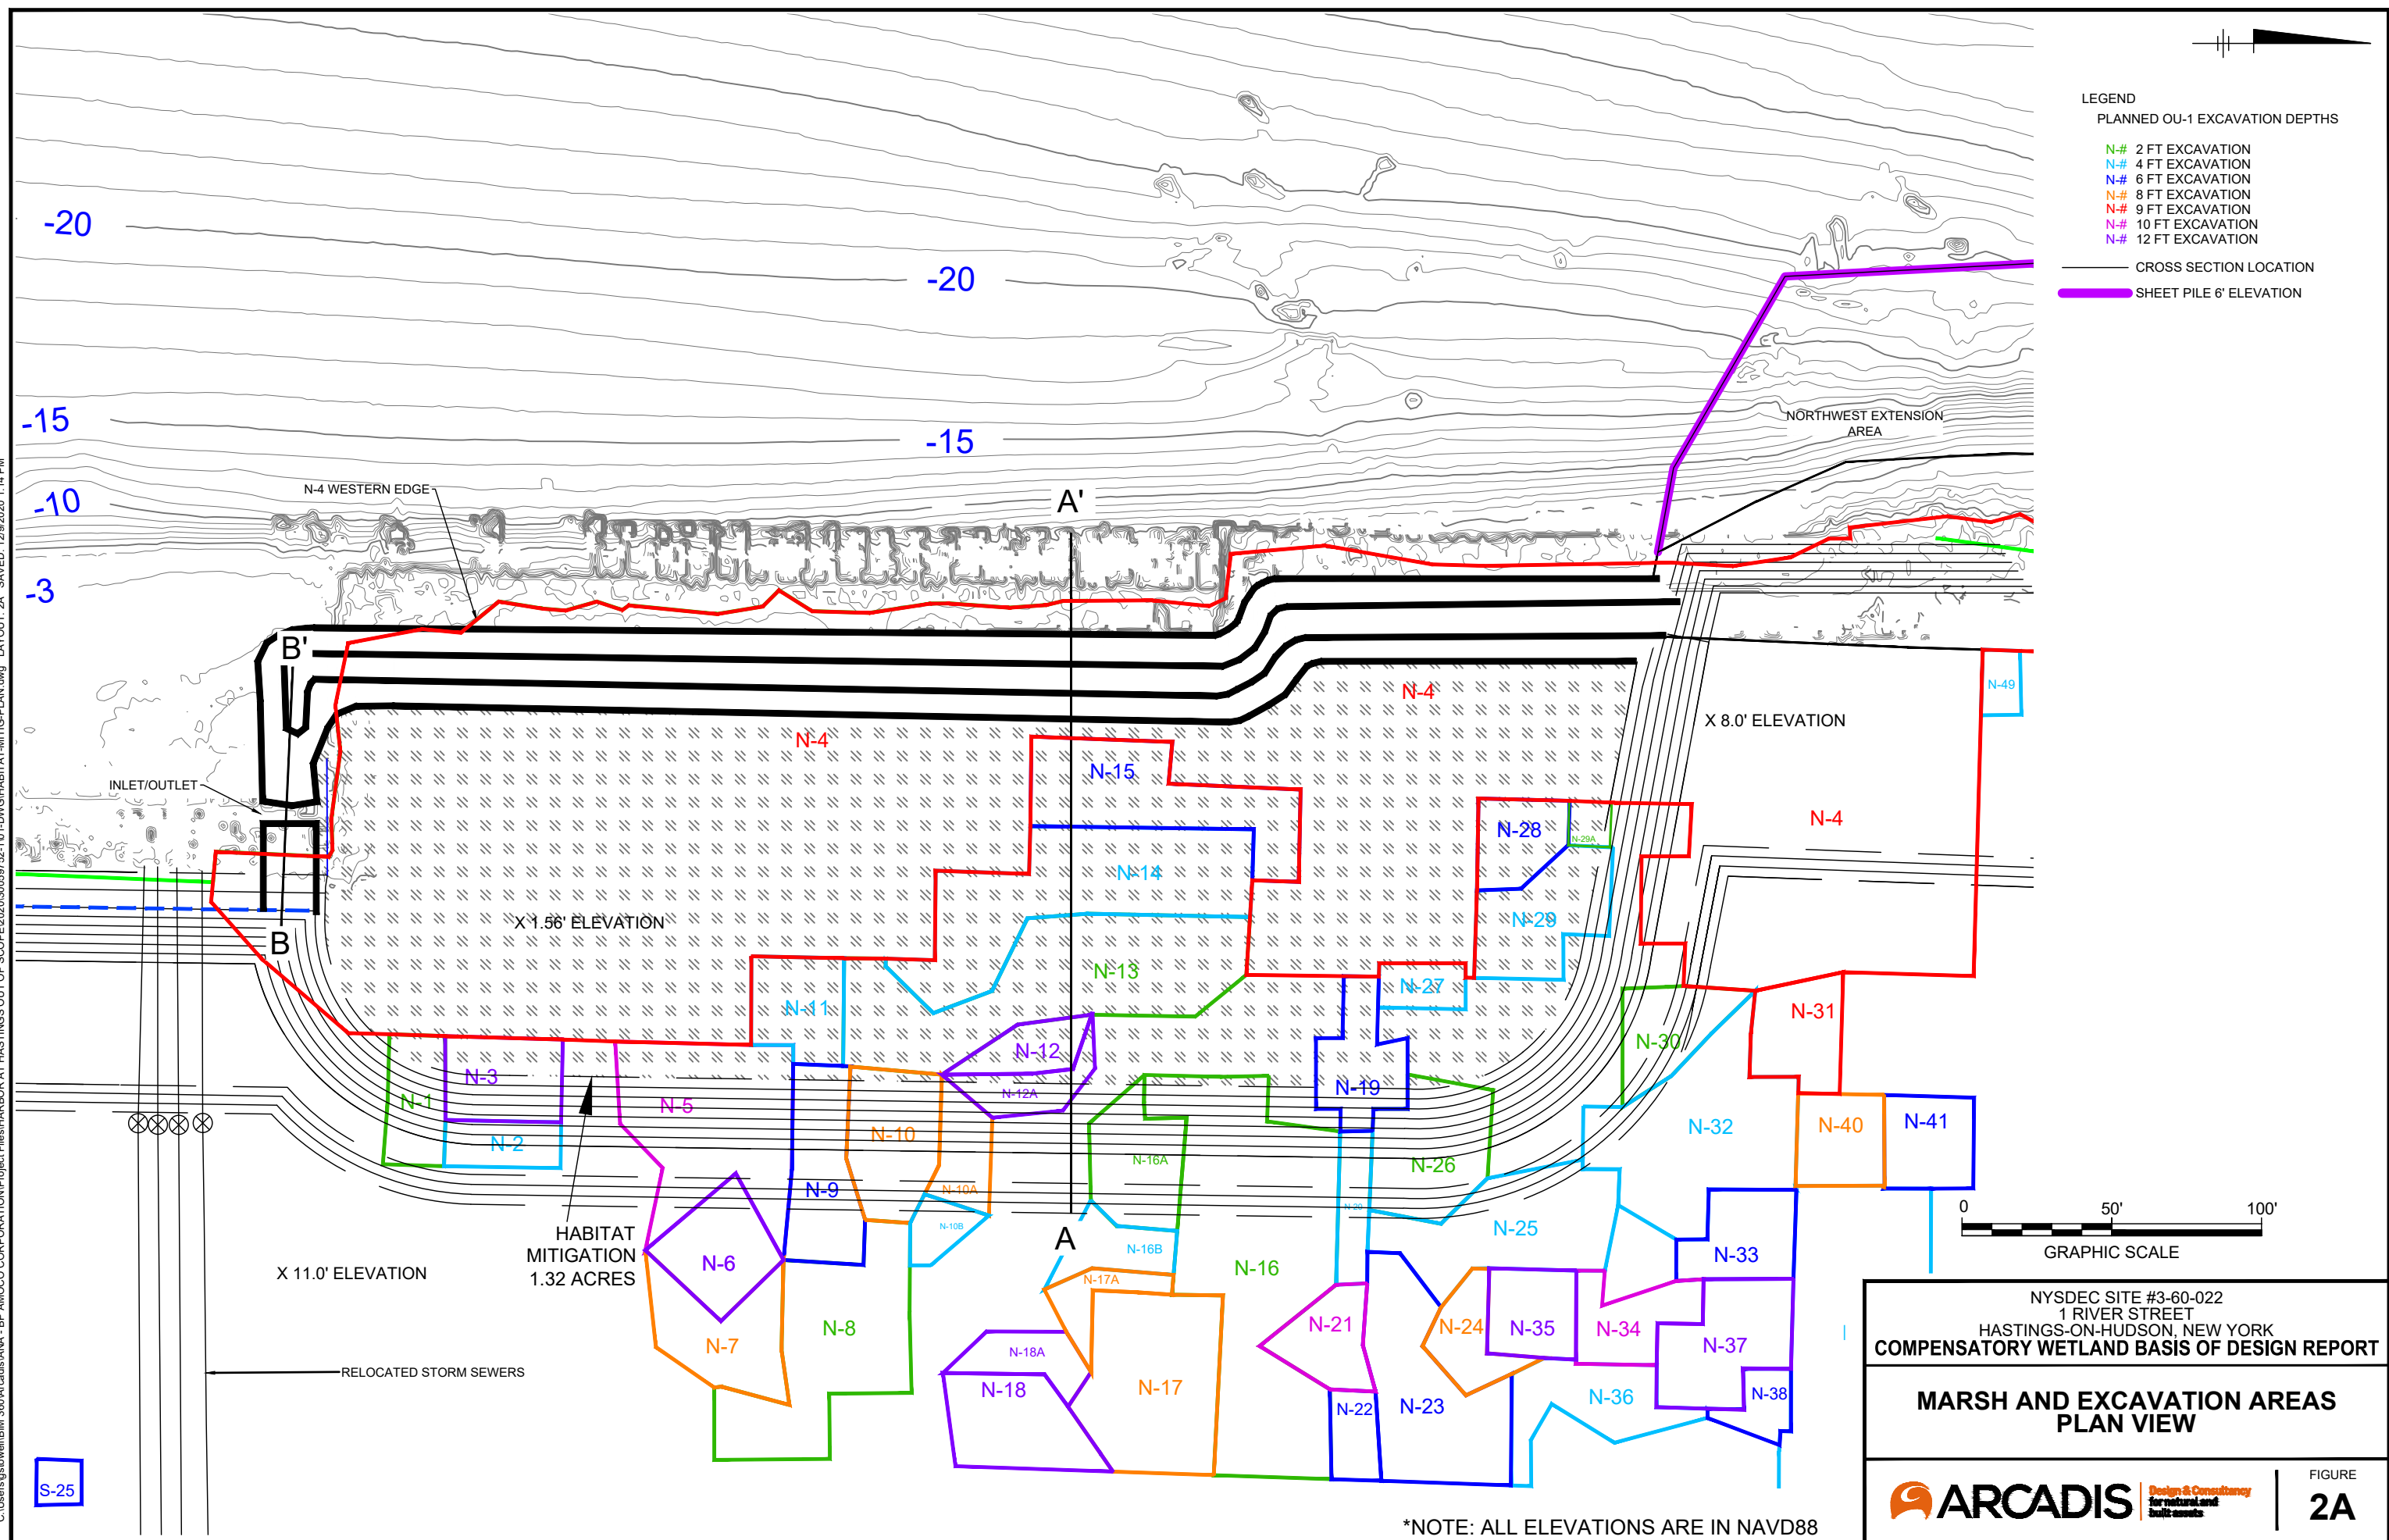 LEGEND
PLANNED OU-1 EXCAVATION DEPTHS
N-# 2 FT EXCAVATION
N-# 4 FT EXCAVATION
N-# 6 FT EXCAVATION
N-# 8 FT EXCAVATION
N-# 9 FT EXCAVATION
N-# 10 FT EXCAVATION
N-# 12 FT EXCAVATION
CROSS SECTION LOCATION
SHEET PILE 6' ELEVATION
-20
-20
-15
-15
-10
-3
NORTHWEST EXTENSION
AREA
N-4 WESTERN EDGE
A'
B'
N-4
N-49
X 8.0' ELEVATION
N-4
N-15
INLET/OUTLET
N-4
N-28
N-29A
N-14
X 1.56' ELEVATION
N-29
B
N-13
N-27
N-11
N-31
N-30
N-12
N-3
N-19
N-12A
N-1
N-5
N-2
N-10
N-32
N-40
N-41
N-16A
N-26
N-9
N-10A
N-20
N-10B
N-25
HABITAT
MITIGATION
1.32 ACRES
A
N-16B
N-33
N-6
X 11.0' ELEVATION
N-16
N-17A
N-7
N-8
N-21
N-24
N-35
N-34
N-37
N-18A
RELOCATED STORM SEWERS
N-18
N-17
N-22
N-23
N-36
N-38
S-25
0 50' 100'
GRAPHIC SCALE
NYSDEC SITE #3-60-022
1 RIVER STREET
HASTINGS-ON-HUDSON, NEW YORK
COMPENSATORY WETLAND BASIS OF DESIGN REPORT
MARSH AND EXCAVATION AREAS
PLAN VIEW
ARCADIS
Design & Consultancy
for natural and
built assets
FIGURE
2A
*NOTE: ALL ELEVATIONS ARE IN NAVD88